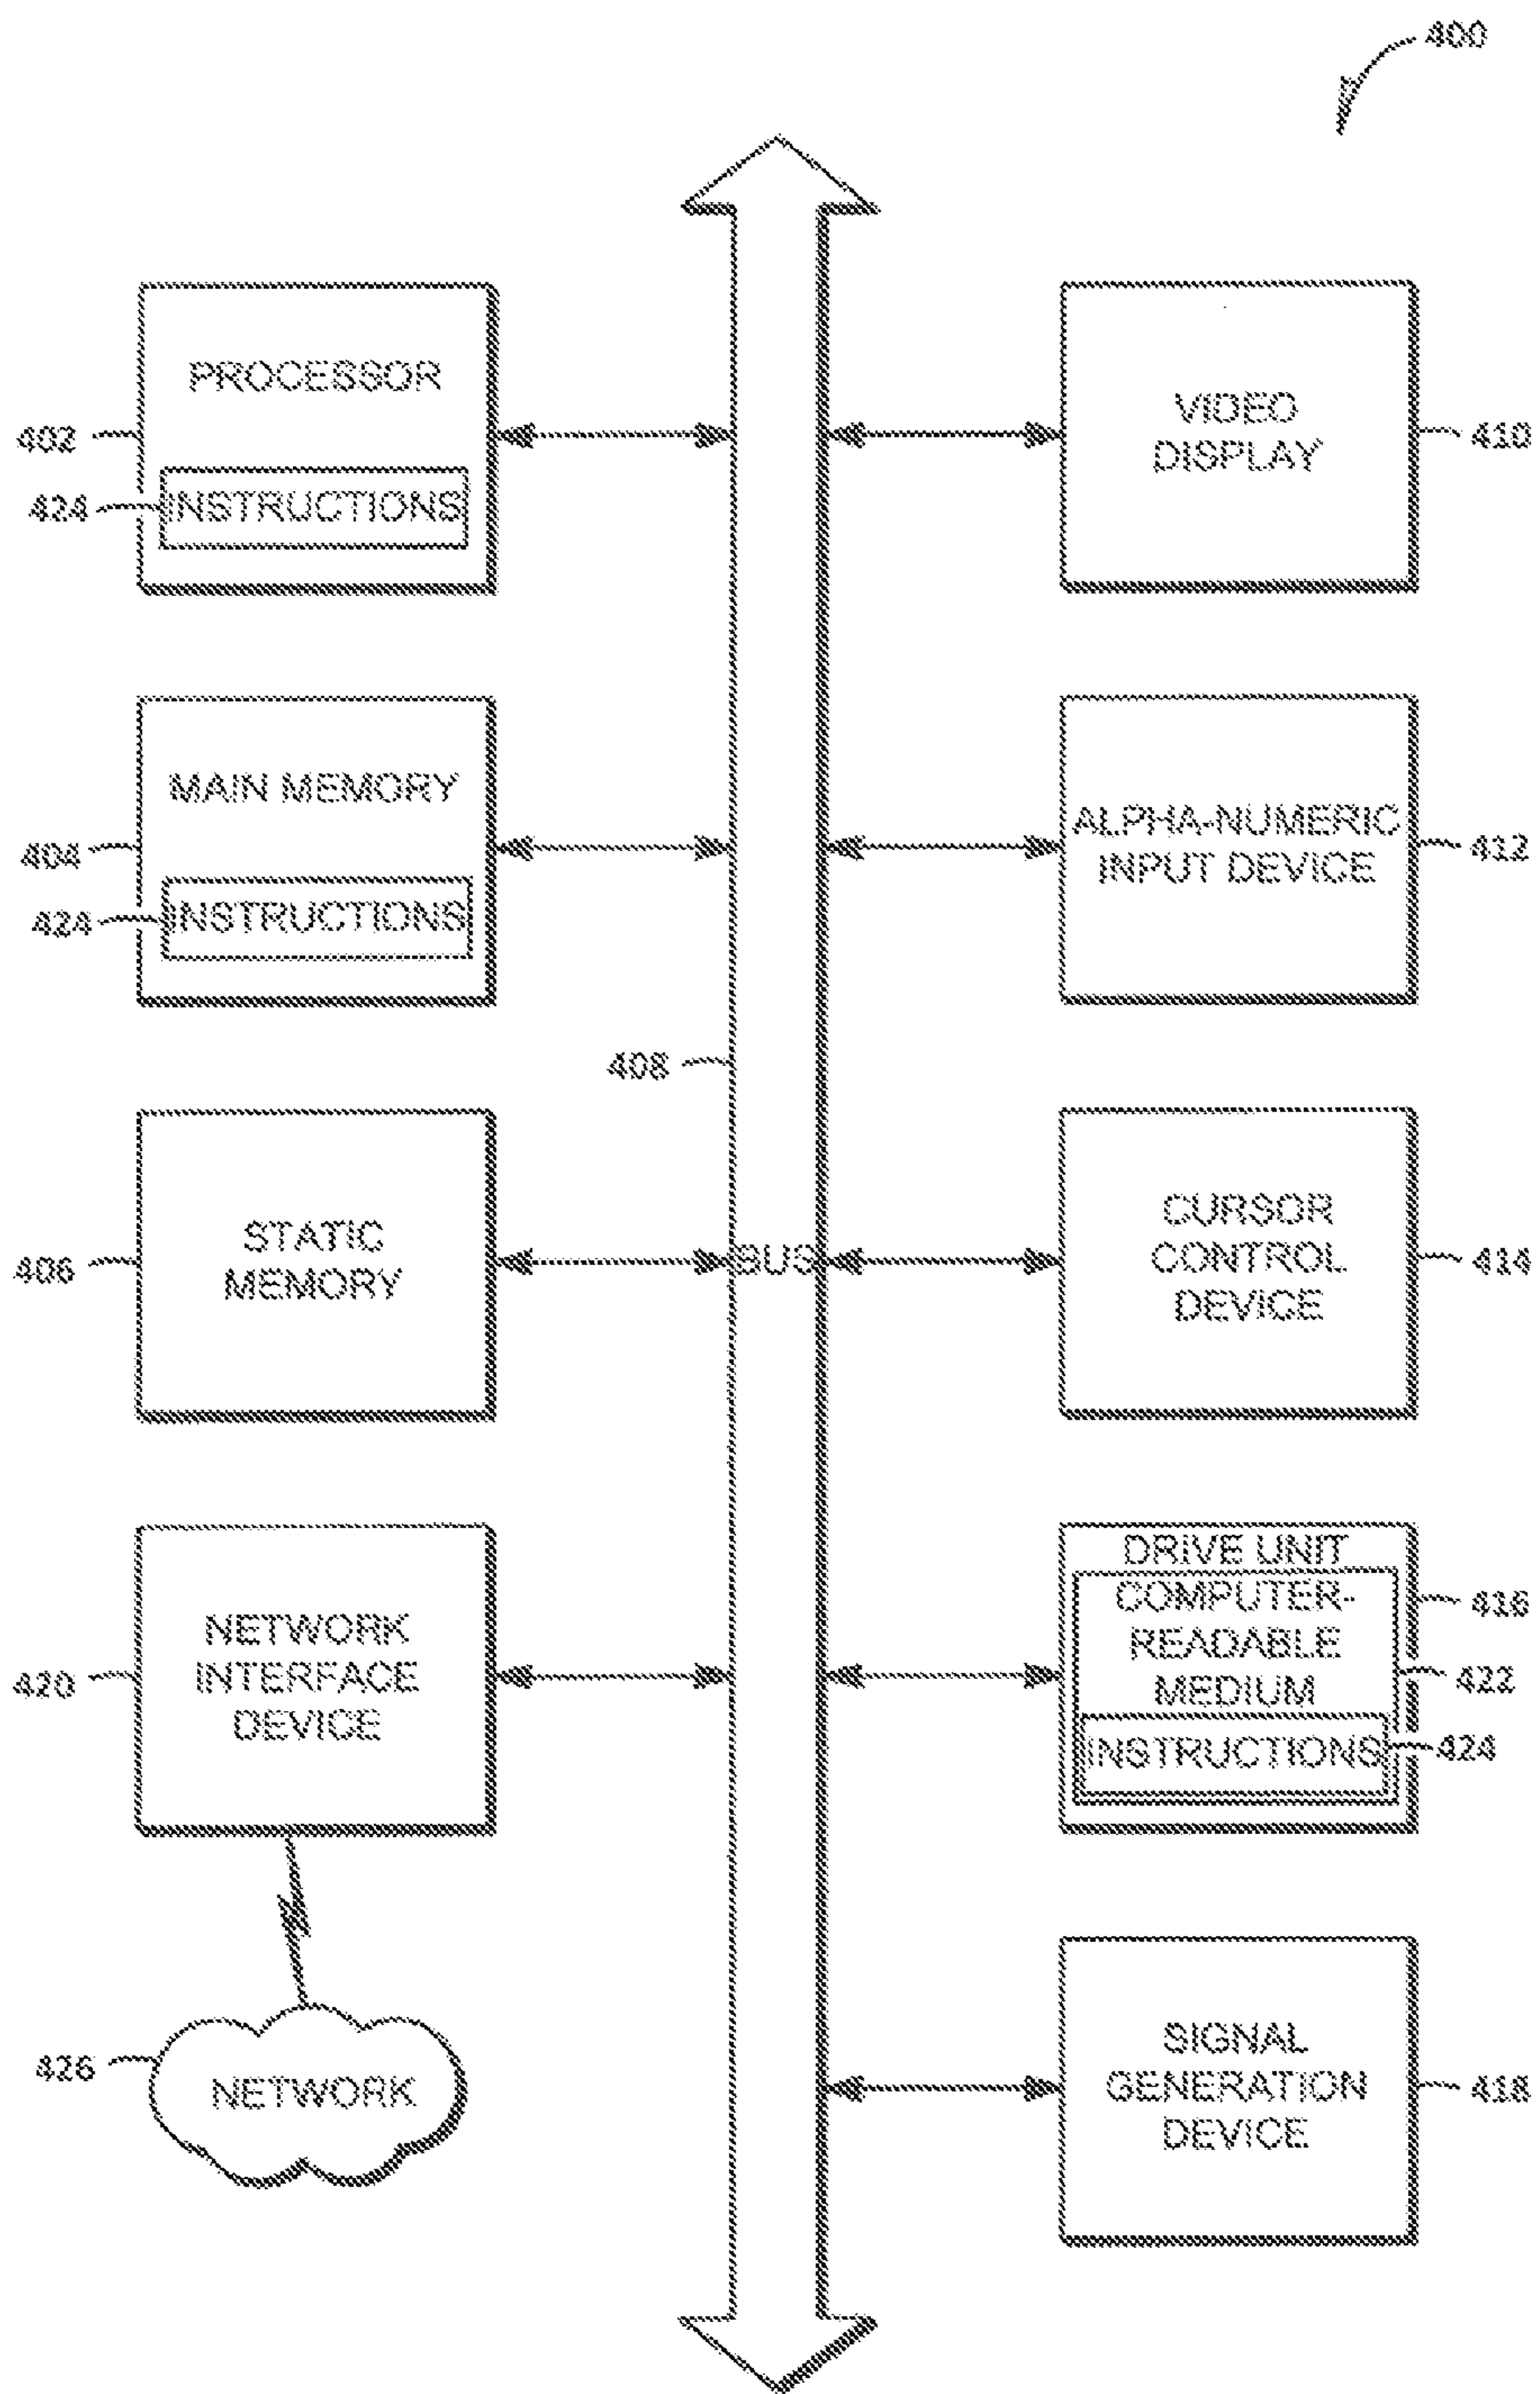 400
PROCESSOR
402
424
INSTRUCTIONS
VIDEO
DISPLAY
410
MAIN MEMORY
404
424
INSTRUCTIONS
ALPHA-NUMERIC
INPUT DEVICE
412
408
STATIC
MEMORY
406
BUS
CURSOR
CONTROL
DEVICE
414
NETWORK
INTERFACE
DEVICE
420
DRIVE UNIT
COMPUTER-
READABLE
MEDIUM
INSTRUCTIONS
416
422
424
426
NETWORK
SIGNAL
GENERATION
DEVICE
418